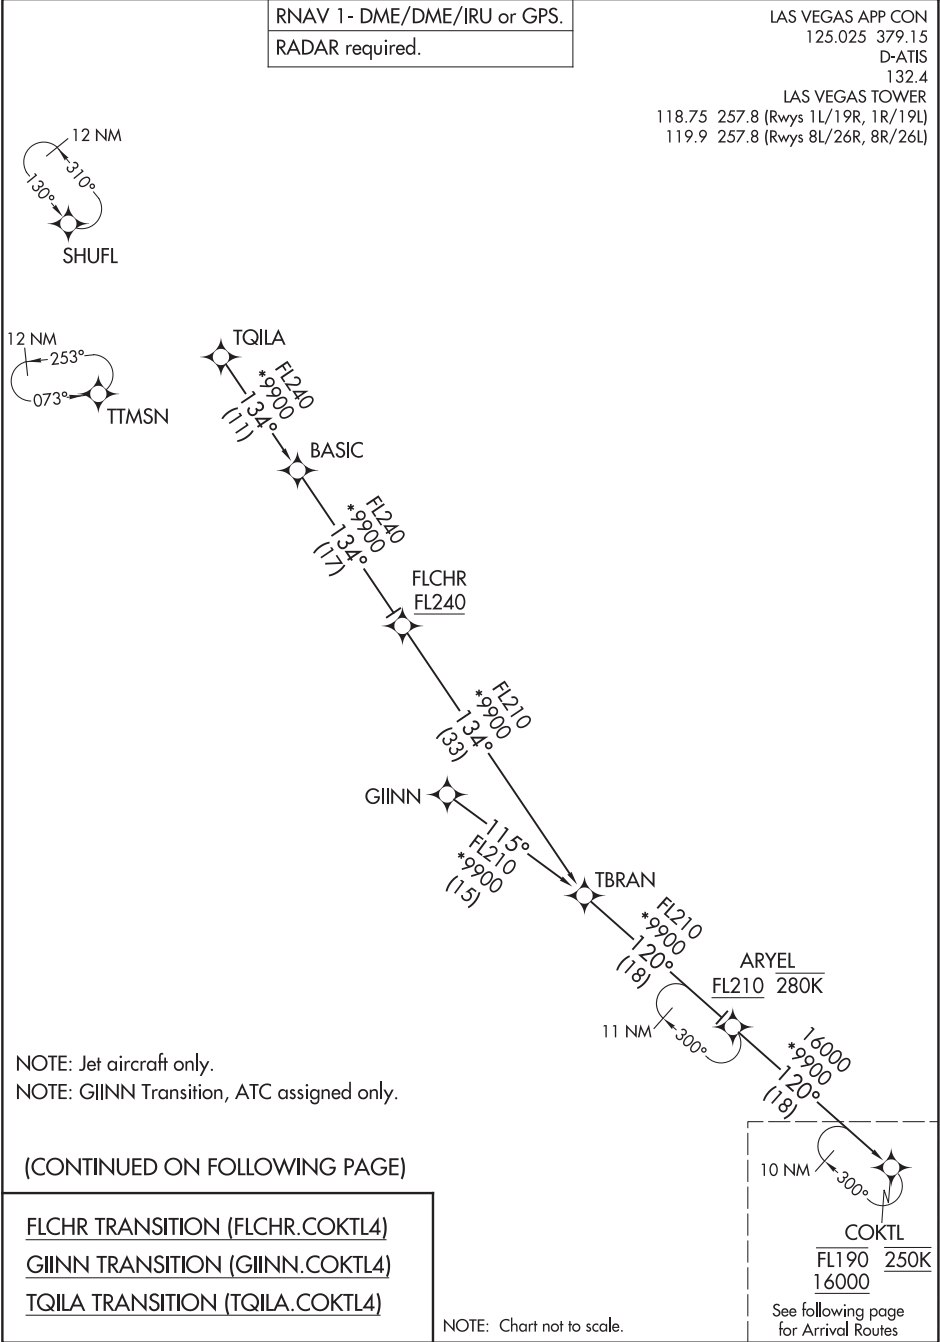 RNAV 1- DME/DME/IRU or GPS.
RADAR required.
LAS VEGAS APP CON
125.025 379.15
D-ATIS
132.4
LAS VEGAS TOWER
118.75 257.8 (Rwys 1L/19R, 1R/19L)
119.9 257.8 (Rwys 8L/26R, 8R/26L)
12 NM
310°
130°
SHUFL
12 NM
253°
073°
TTMSN
TQILA
FL240
*9900
134°
(11)
BASIC
FL240
*9900
134°
(17)
FLCHR
FL240
FL210
*9900
134°
(33)
GIINN
115°
FL210
*9900
(15)
TBRAN
FL210
*9900
120°
(18)
ARYEL
FL210 280K
11 NM
300°
16000
*9900
120°
(18)
NOTE: Jet aircraft only.
NOTE: GIINN Transition, ATC assigned only.
(CONTINUED ON FOLLOWING PAGE)
10 NM
300°
COKTL
FL190 250K
16000
See following page
for Arrival Routes
FLCHR TRANSITION (FLCHR.COKTL4)
GIINN TRANSITION (GIINN.COKTL4)
TQILA TRANSITION (TQILA.COKTL4)
NOTE: Chart not to scale.